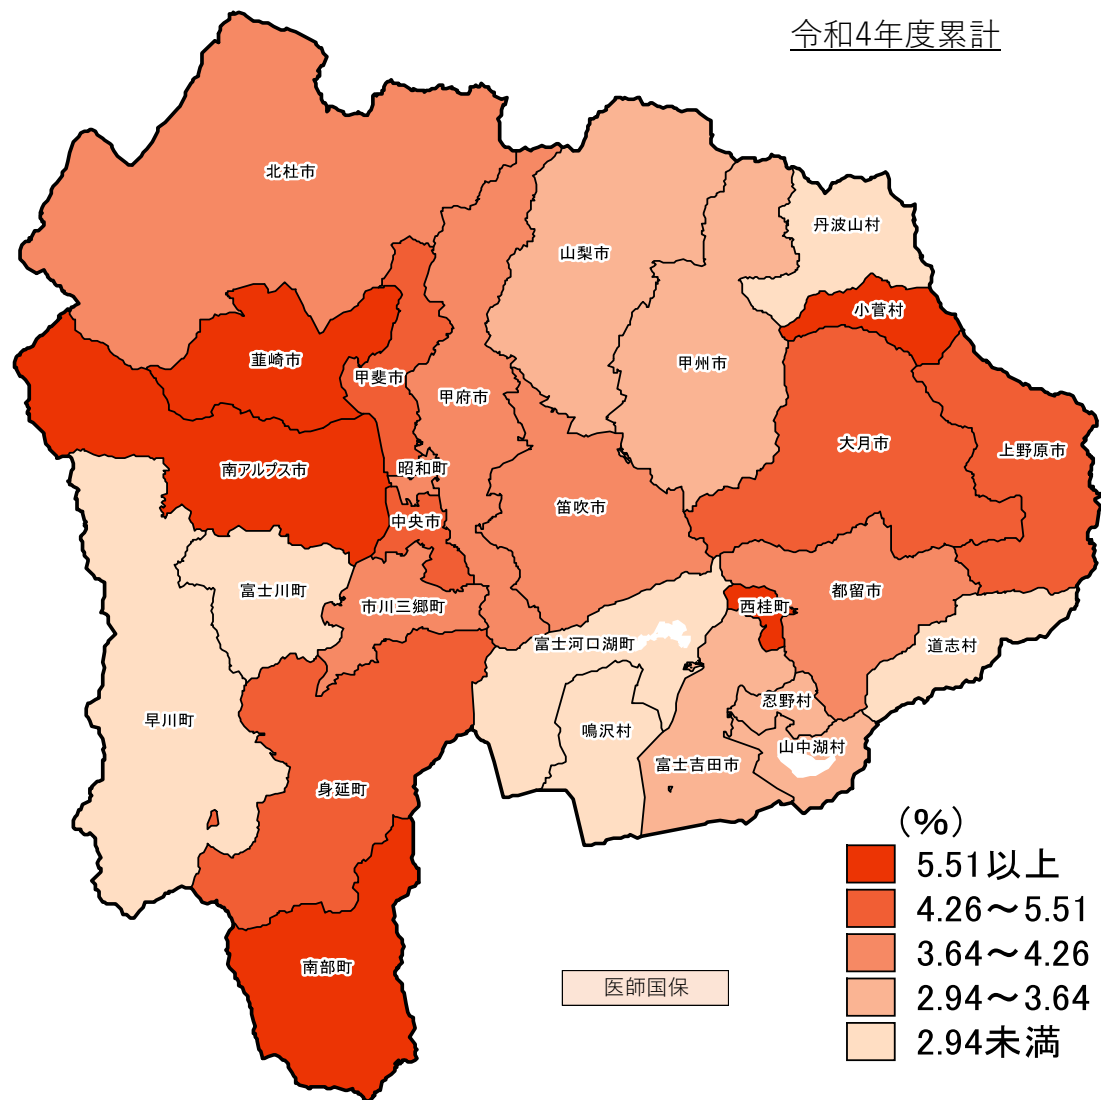 令和4年度累計
北杜市
丹波山村
山梨市
小菅村
韮崎市
甲州市
甲斐市
甲府市
大月市
上野原市
南アルプス市
昭和町
笛吹市
中央市
富士川町
都留市
市川三郷町
西桂町
富士河口湖町
道志村
忍野村
早川町
鳴沢村
山中湖村
富士吉田市
身延町
(%)
5.51以上
4.26～5.51
3.64～4.26
2.94～3.64
2.94未満
南部町
医師国保